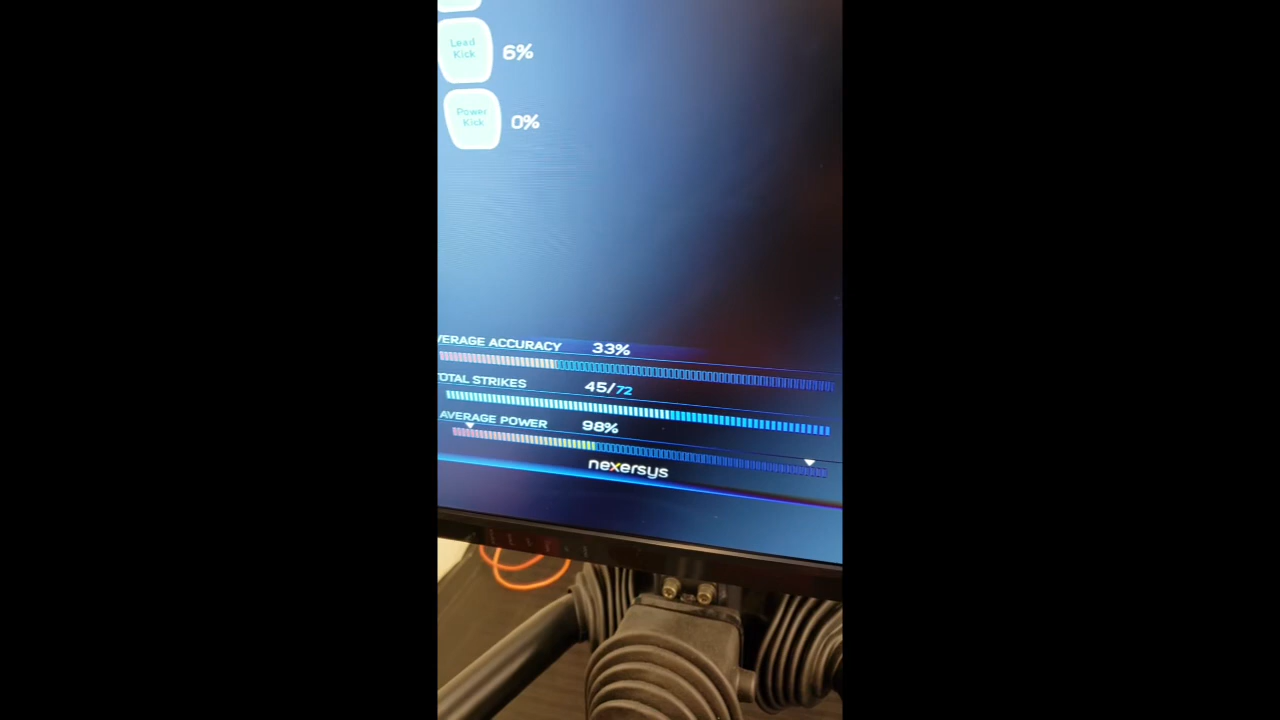 Lead
Kick
6%
Power
Kick
0%
VERAGE ACCURACY 33%
OTAL STRIKES 45/72
AVERAGE POWER 98%
nexersys